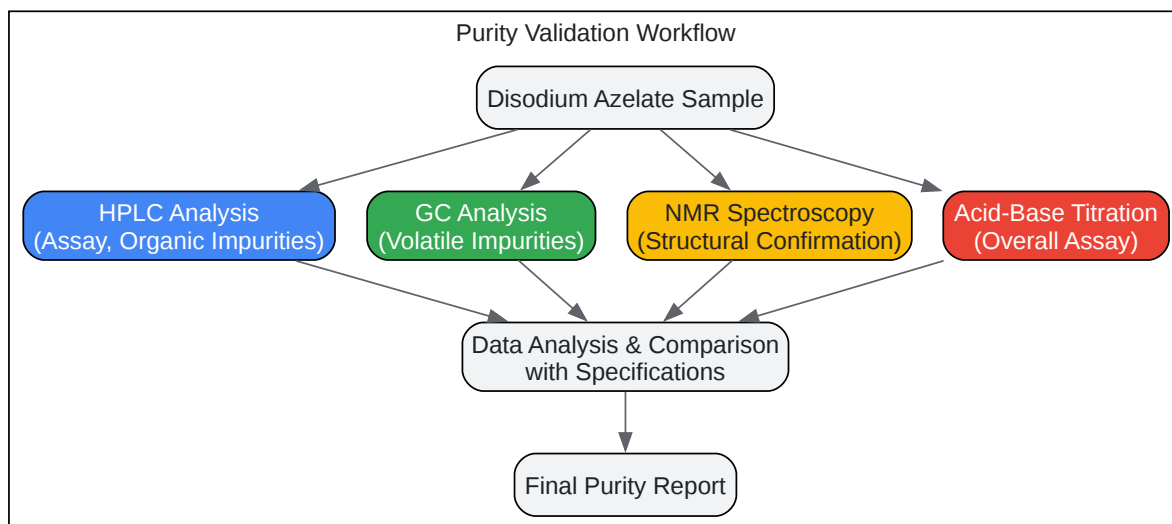 Purity Validation Workflow
Disodium Azelate Sample
HPLC Analysis
(Assay, Organic Impurities)
GC Analysis
(Volatile Impurities)
NMR Spectroscopy
(Structural Confirmation)
Acid-Base Titration
(Overall Assay)
Data Analysis & Comparison
with Specifications
Final Purity Report